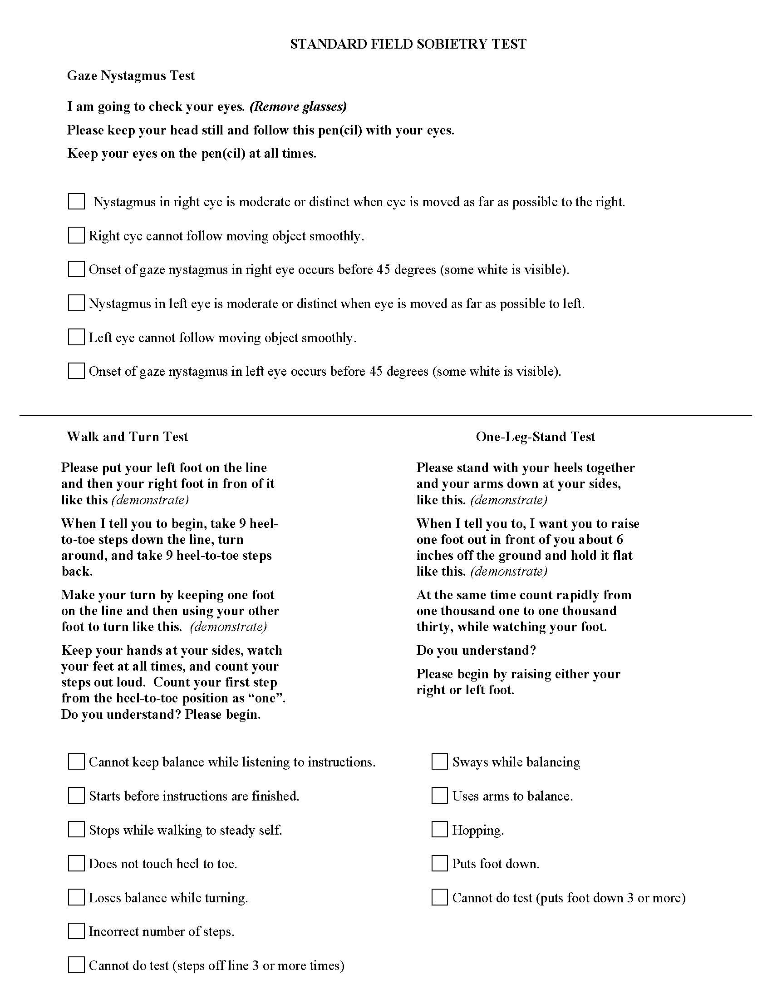 STANDARD FIELD SOBIETRY TEST
Gaze Nystagmus Test
I am going to check your eyes. (Remove glasses)
Please keep your head still and follow this pen(cil) with your eyes.
Keep your eyes on the pen(cil) at all times.
Nystagmus in right eye is moderate or distinct when eye is moved as far as possible to the right.
Right eye cannot follow moving object smoothly.
Onset of gaze nystagmus in right eye occurs before 45 degrees (some white is visible).
Nystagmus in left eye is moderate or distinct when eye is moved as far as possible to left.
Left eye cannot follow moving object smoothly.
Onset of gaze nystagmus in left eye occurs before 45 degrees (some white is visible).
Walk and Turn Test
Please put your left foot on the line
and then your right foot in fron of it
like this (demonstrate)
When I tell you to begin, take 9 heel-
to-toe steps down the line, turn
around, and take 9 heel-to-toe steps
back.
Make your turn by keeping one foot
on the line and then using your other
foot to turn like this. (demonstrate)
Keep your hands at your sides, watch
your feet at all times, and count your
steps out loud. Count your first step
from the heel-to-toe position as “one”.
Do you understand? Please begin.
Cannot keep balance while listening to instructions.
Starts before instructions are finished.
Stops while walking to steady self.
Does not touch heel to toe.
Loses balance while turning.
Incorrect number of steps.
Cannot do test (steps off line 3 or more times)
One-Leg-Stand Test
Please stand with your heels together
and your arms down at your sides,
like this. (demonstrate)
When I tell you to, I want you to raise
one foot out in front of you about 6
inches off the ground and hold it flat
like this. (demonstrate)
At the same time count rapidly from
one thousand one to one thousand
thirty, while watching your foot.
Do you understand?
Please begin by raising either your
right or left foot.
Sways while balancing
Uses arms to balance.
Hopping.
Puts foot down.
Cannot do test (puts foot down 3 or more)